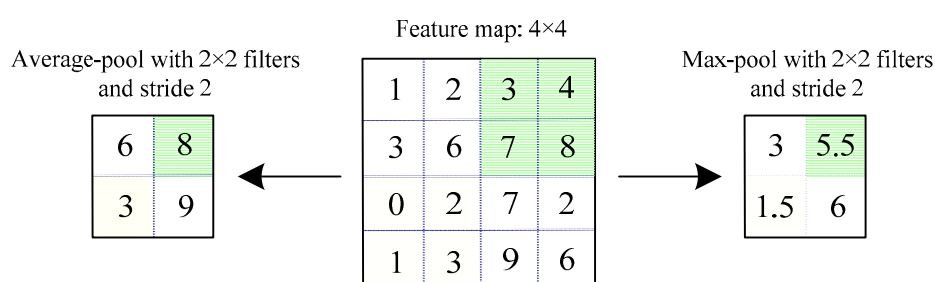 Feature map: 4×4
Average-pool with 2×2 filters
and stride 2
6 8
3 9
1 2 3 4
3 6 7 8
0 2 7 2
1 3 9 6
Max-pool with 2×2 filters
and stride 2
3 5.5
1.5 6